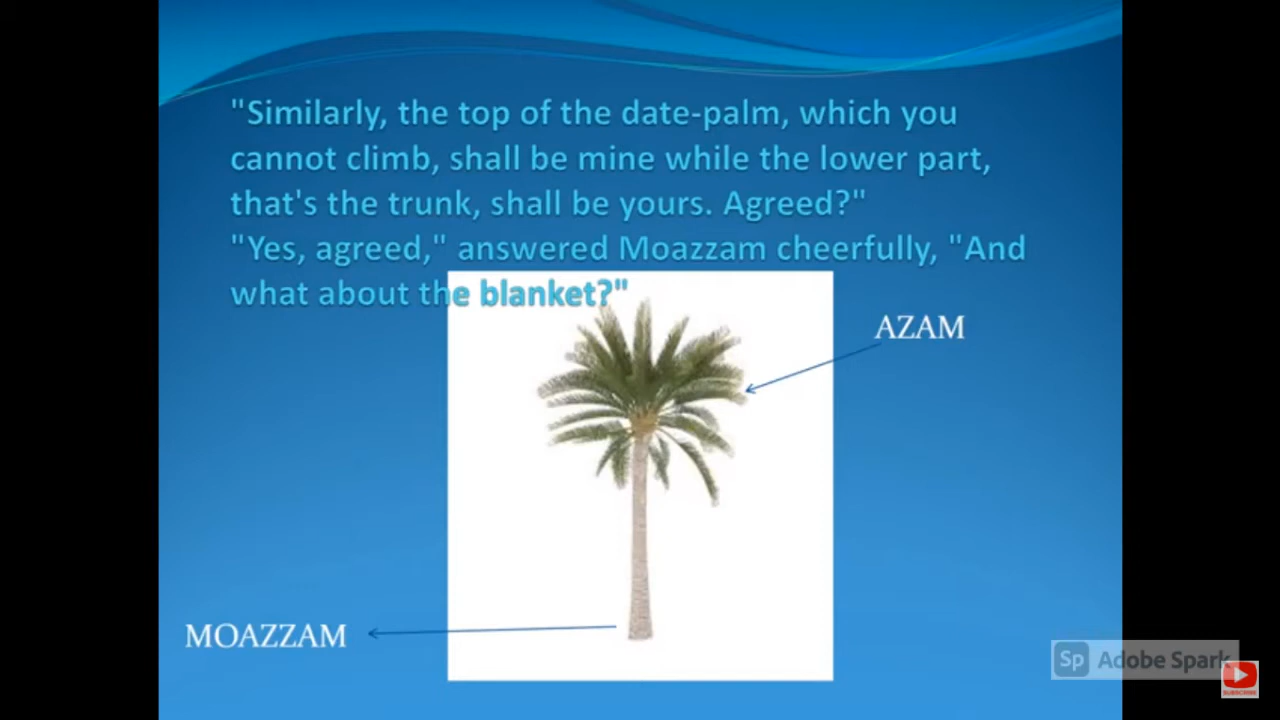 "Similarly, the top of the date-palm, which you
cannot climb, shall be mine while the lower part,
that's the trunk, shall be yours. Agreed?"
"Yes, agreed," answered Moazzam cheerfully, "And
what about the blanket?"
AZAM
MOAZZAM
Sp Adobe Spark
SUBSCRIBE